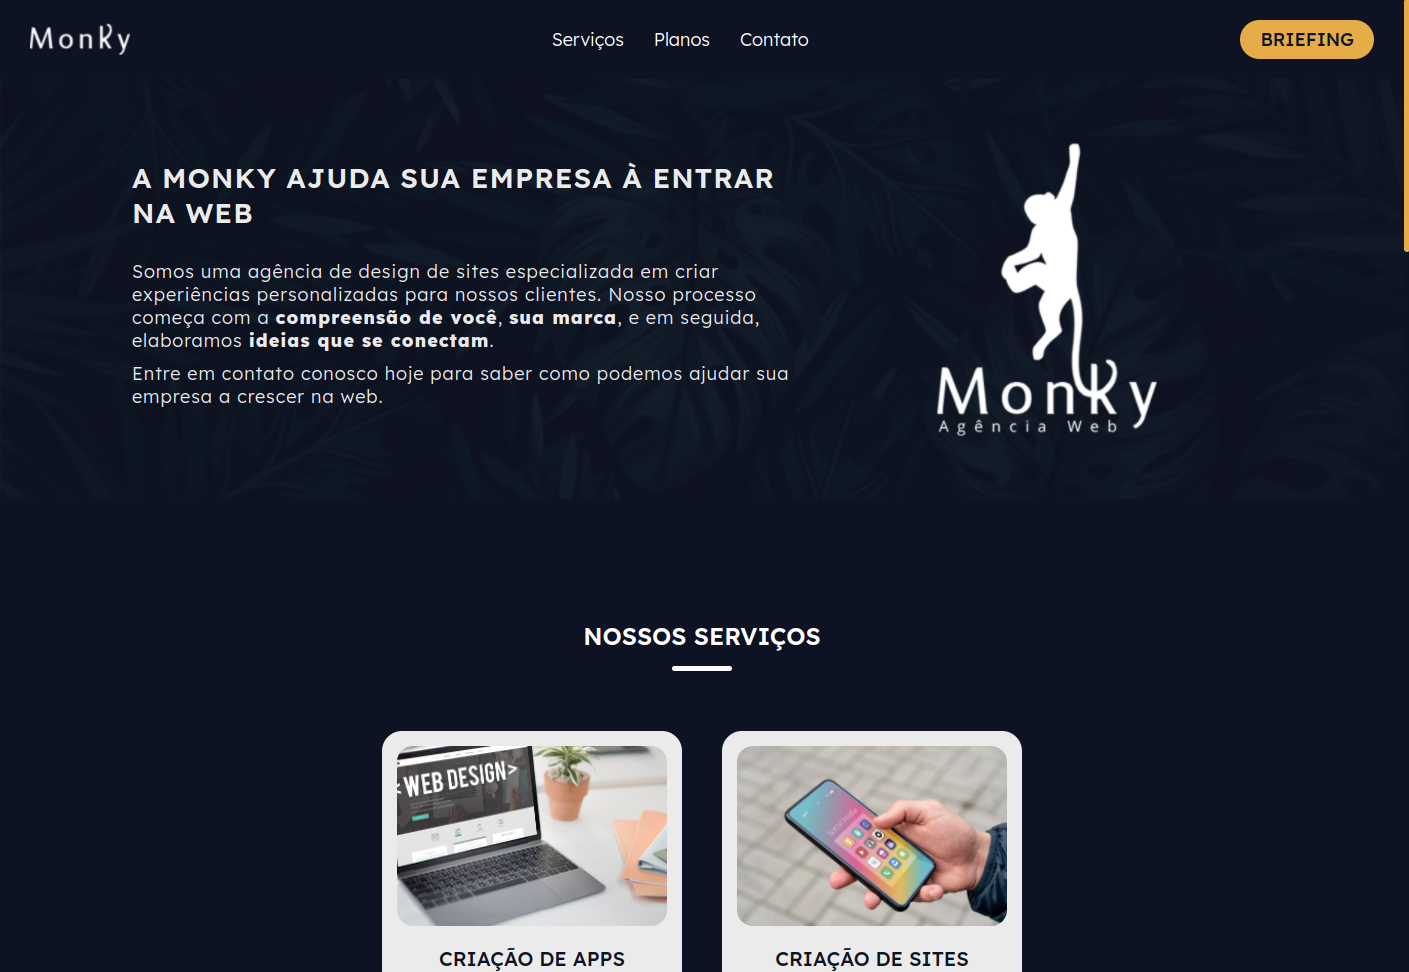 Monky
Serviços
Planos
Contato
BRIEFING
A MONKY AJUDA SUA EMPRESA À ENTRAR
NA WEB
Somos uma agência de design de sites especializada em criar
experiências personalizadas para nossos clientes. Nosso processo
começa com a compreensão de você, sua marca, e em seguida,
elaboramos ideias que se conectam.
Entre em contato conosco hoje para saber como podemos ajudar sua
empresa a crescer na web.
Monky
Agência Web
NOSSOS SERVIÇOS
<WEB DESIGN>
Social Media
CRIAÇÃO DE APPS
CRIAÇÃO DE SITES